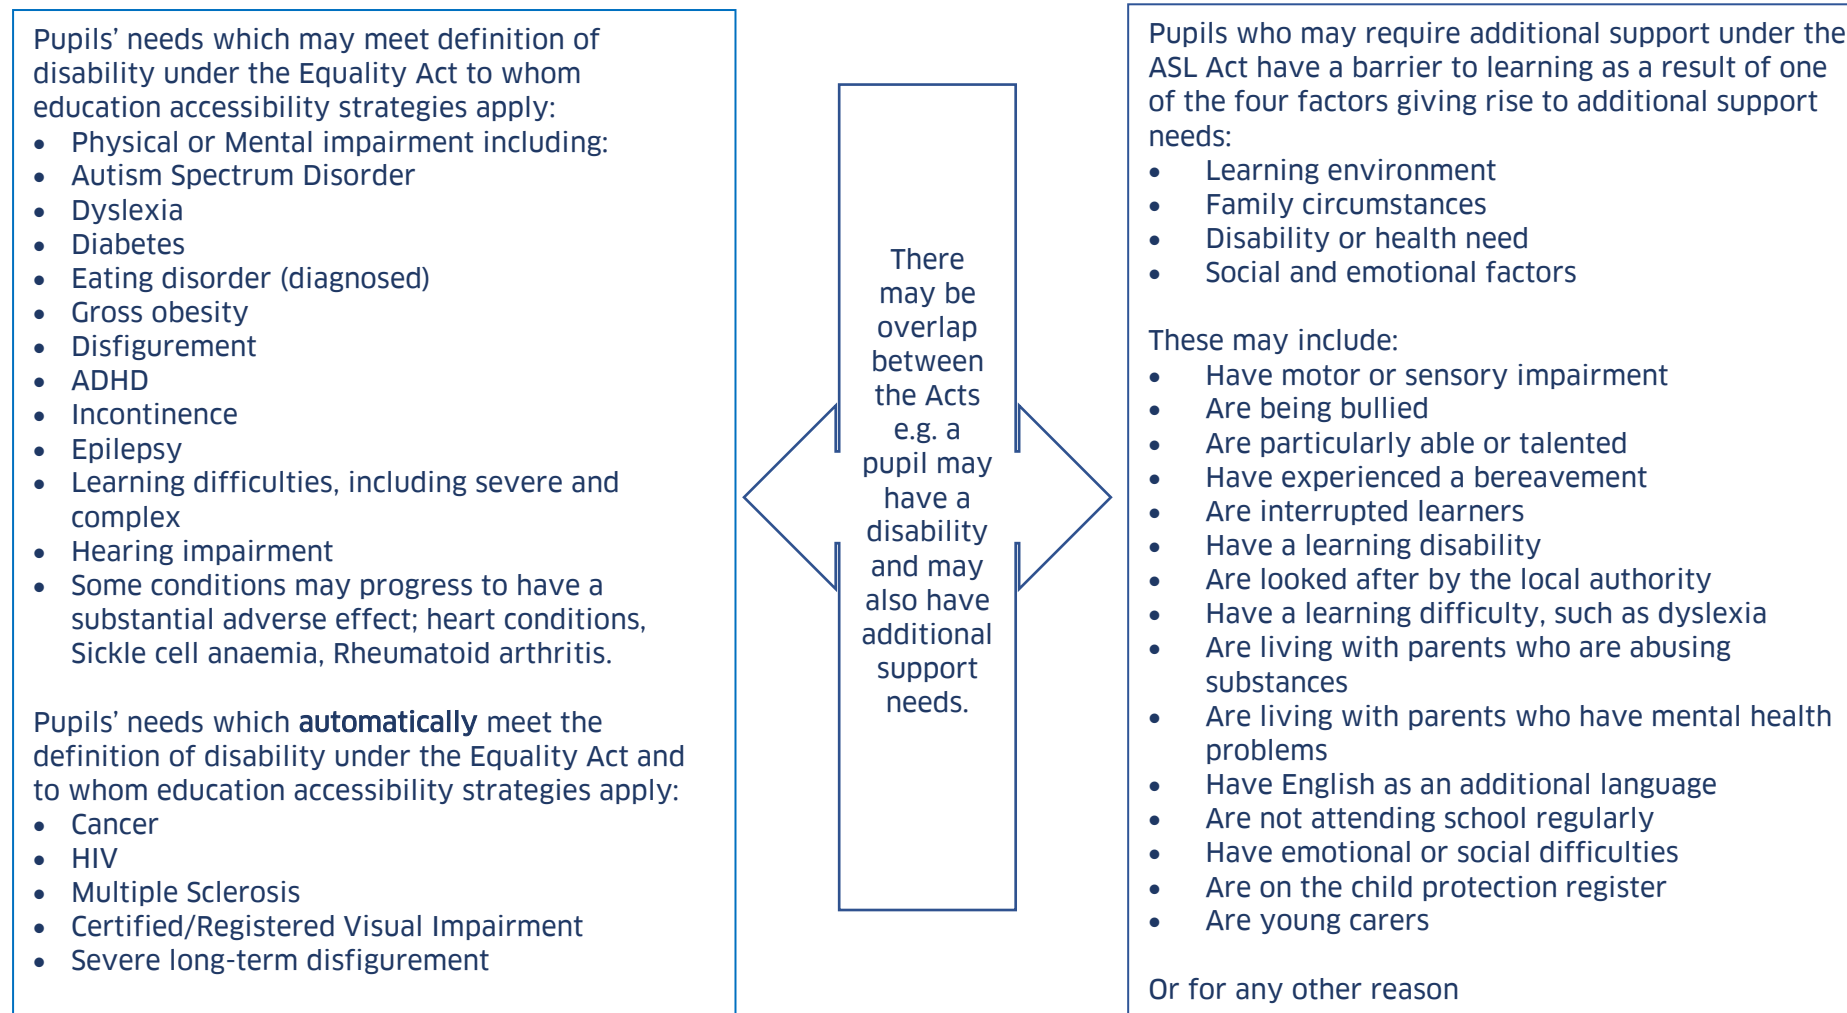 Pupils’ needs which may meet definition of
disability under the Equality Act to whom
education accessibility strategies apply:
• Physical or Mental impairment including:
• Autism Spectrum Disorder
• Dyslexia
• Diabetes
• Eating disorder (diagnosed)
• Gross obesity
• Disfigurement
• ADHD
• Incontinence
• Epilepsy
• Learning difficulties, including severe and
complex
• Hearing impairment
• Some conditions may progress to have a
substantial adverse effect; heart conditions,
Sickle cell anaemia, Rheumatoid arthritis.
Pupils’ needs which automatically meet the
definition of disability under the Equality Act and
to whom education accessibility strategies apply:
• Cancer
• HIV
• Multiple Sclerosis
• Certified/Registered Visual Impairment
• Severe long-term disfigurement
There
may be
overlap
between
the Acts
e.g. a
pupil may
have a
disability
and may
also have
additional
support
needs.
Pupils who may require additional support under the
ASL Act have a barrier to learning as a result of one
of the four factors giving rise to additional support
needs:
• Learning environment
• Family circumstances
• Disability or health need
• Social and emotional factors
These may include:
• Have motor or sensory impairment
• Are being bullied
• Are particularly able or talented
• Have experienced a bereavement
• Are interrupted learners
• Have a learning disability
• Are looked after by the local authority
• Have a learning difficulty, such as dyslexia
• Are living with parents who are abusing
substances
• Are living with parents who have mental health
problems
• Have English as an additional language
• Are not attending school regularly
• Have emotional or social difficulties
• Are on the child protection register
• Are young carers
Or for any other reason